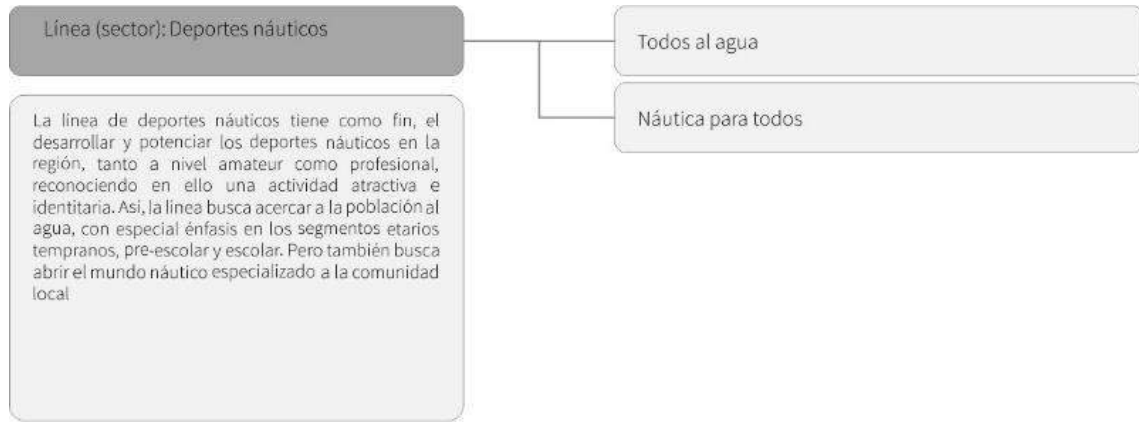 Línea (sector): Deportes náuticos
Todos al agua
Náutica para todos
La línea de deportes náuticos tiene como fin, el
desarrollar y potenciar los deportes náuticos en la
región, tanto a nivel amateur como profesional,
reconociendo en ello una actividad atractiva e
identitaria. Asi, la linea busca acercar a la población al
agua, con especial énfasis en los segmentos etarios
tempranos, pre-escolar y escolar. Pero también busca
abrir el mundo náutico especializado a la comunidad
local